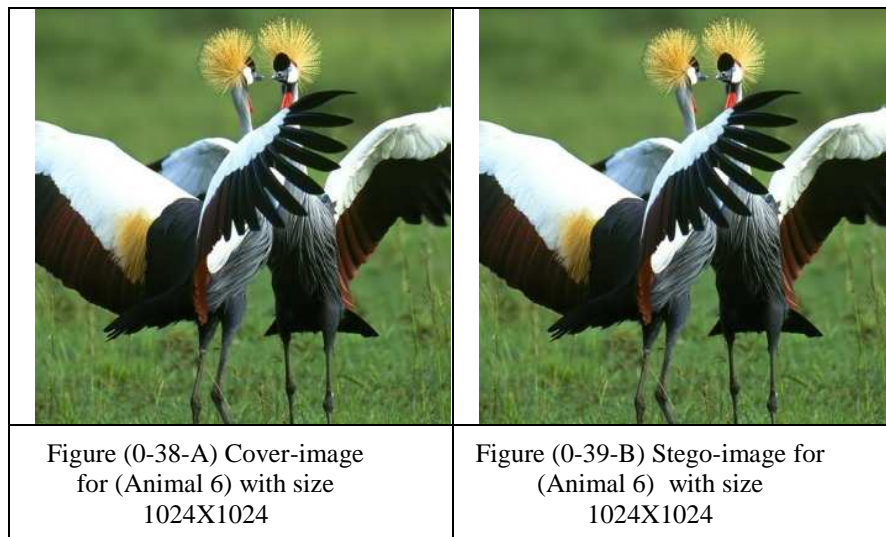 Figure (0-38-A) Cover-image
for (Animal 6) with size
1024X1024
Figure (0-39-B) Stego-image for
(Animal 6) with size
1024X1024